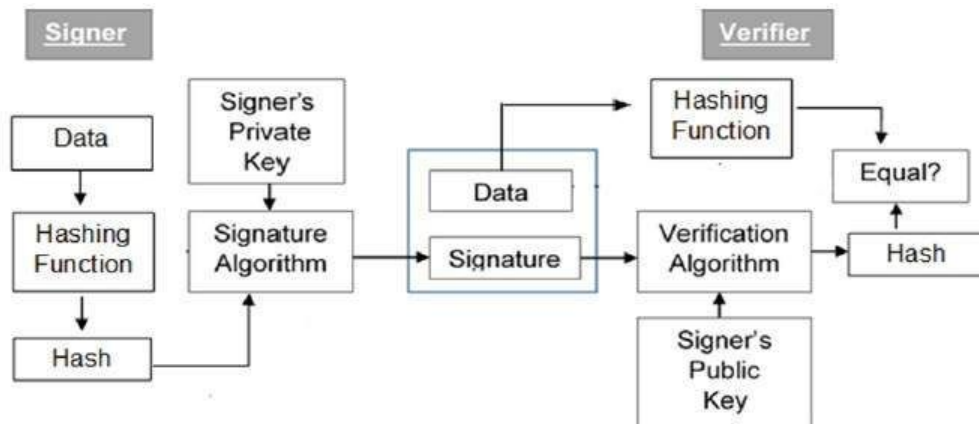 Signer
Verifier
Signer's
Private
Key
Data
Hashing
Function
Hash
Signature
Algorithm
Data
Signature
Hashing
Function
Equal?
Verification
Algorithm
Hash
Signer's
Public
Key